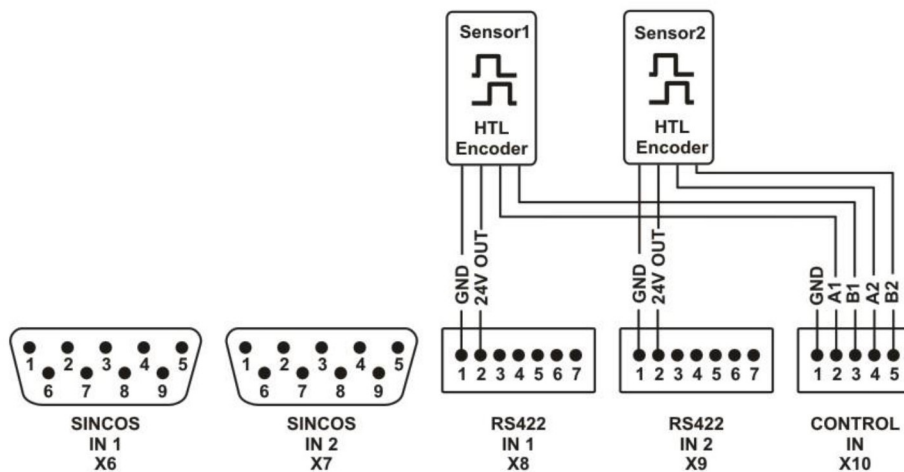 Sensor1
HTL
Encoder
Sensor2
HTL
Encoder
GND
24V OUT
GND
24V OUT
GND
A1
B1
A2
B2
1 2 3 4 5
6 7 8 9
SINCOS
IN 1
X6
1 2 3 4 5
6 7 8 9
SINCOS
IN 2
X7
1 2 3 4 5 6 7
RS422
IN 1
X8
1 2 3 4 5 6 7
RS422
IN 2
X9
1 2 3 4 5
CONTROL
IN
X10